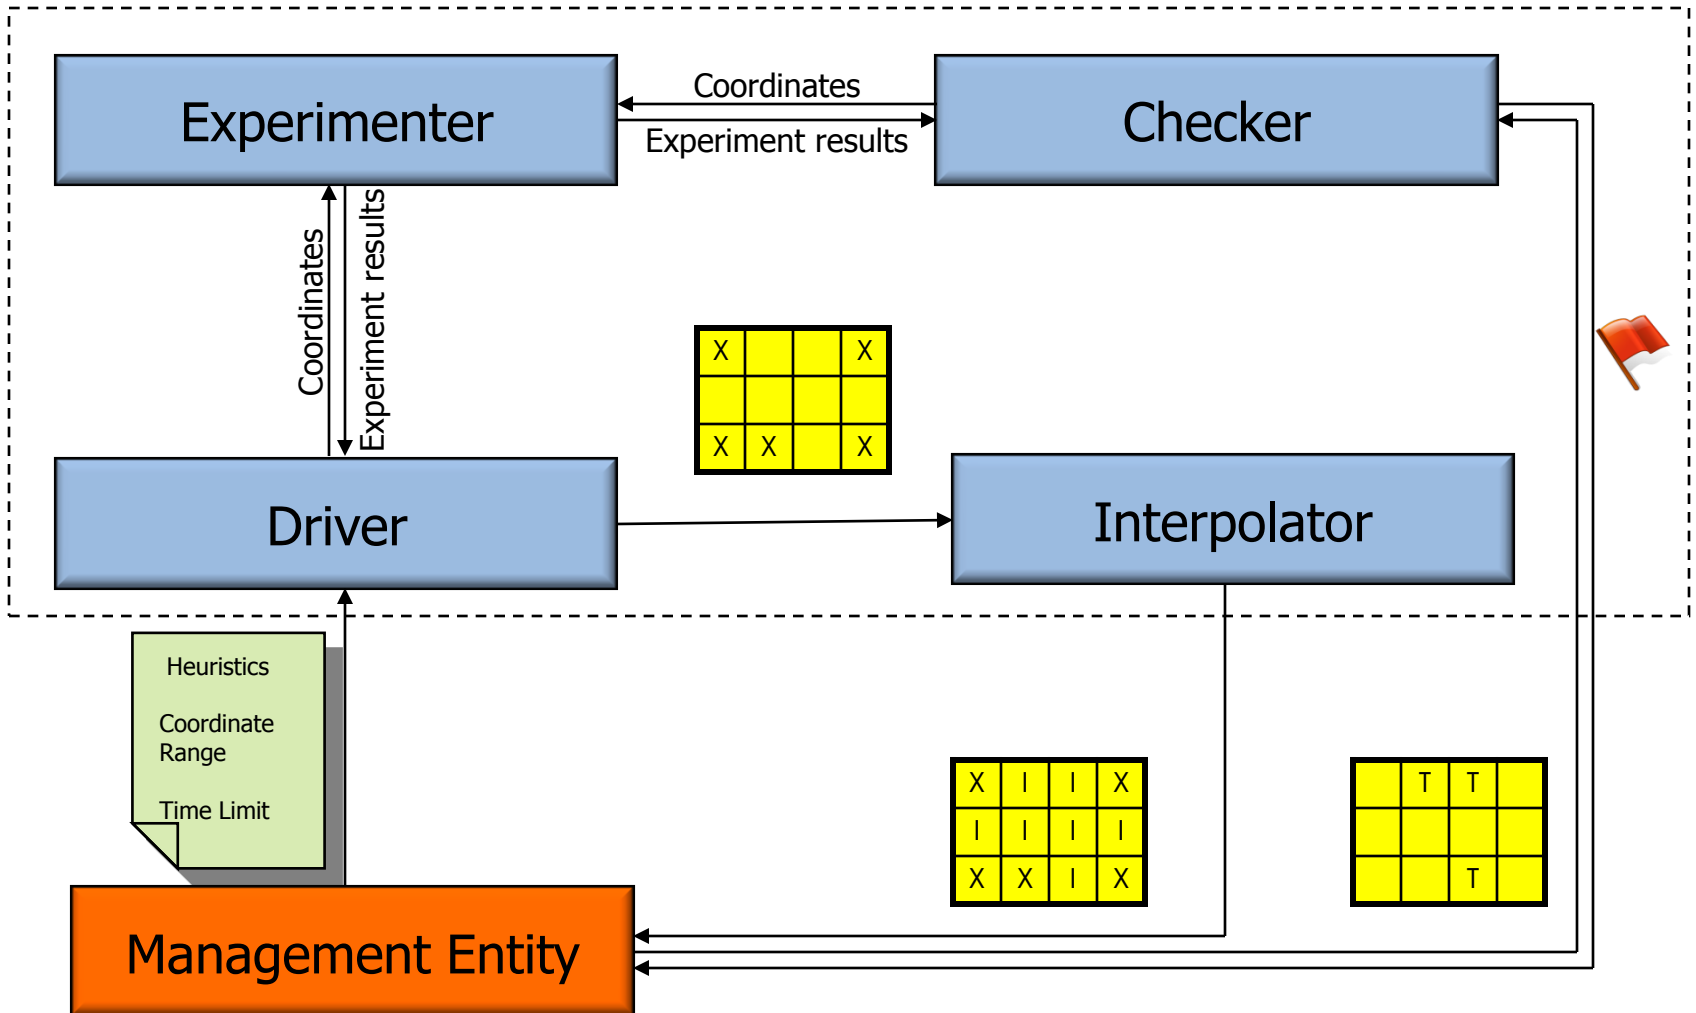 Experimenter
Coordinates
Experiment results
Checker
Coordinates
Experiment results
X X
X X X
Driver
Interpolator
Heuristics
Coordinate
Range
Time Limit
X I I X
I I I I
X X I X
T T
T
Management Entity